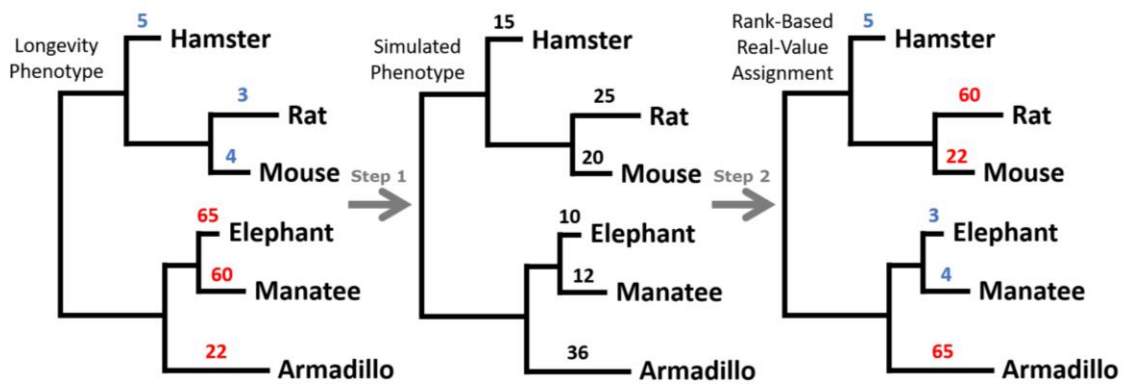 Longevity
Phenotype
5
Hamster
3
Rat
4
Mouse
65
Elephant
60
Manatee
22
Armadillo
Step 1
Simulated
Phenotype
15
Hamster
25
Rat
20
Mouse
10
Elephant
12
Manatee
36
Armadillo
Step 2
Rank-Based
Real-Value
Assignment
5
Hamster
60
Rat
22
Mouse
3
Elephant
4
Manatee
65
Armadillo